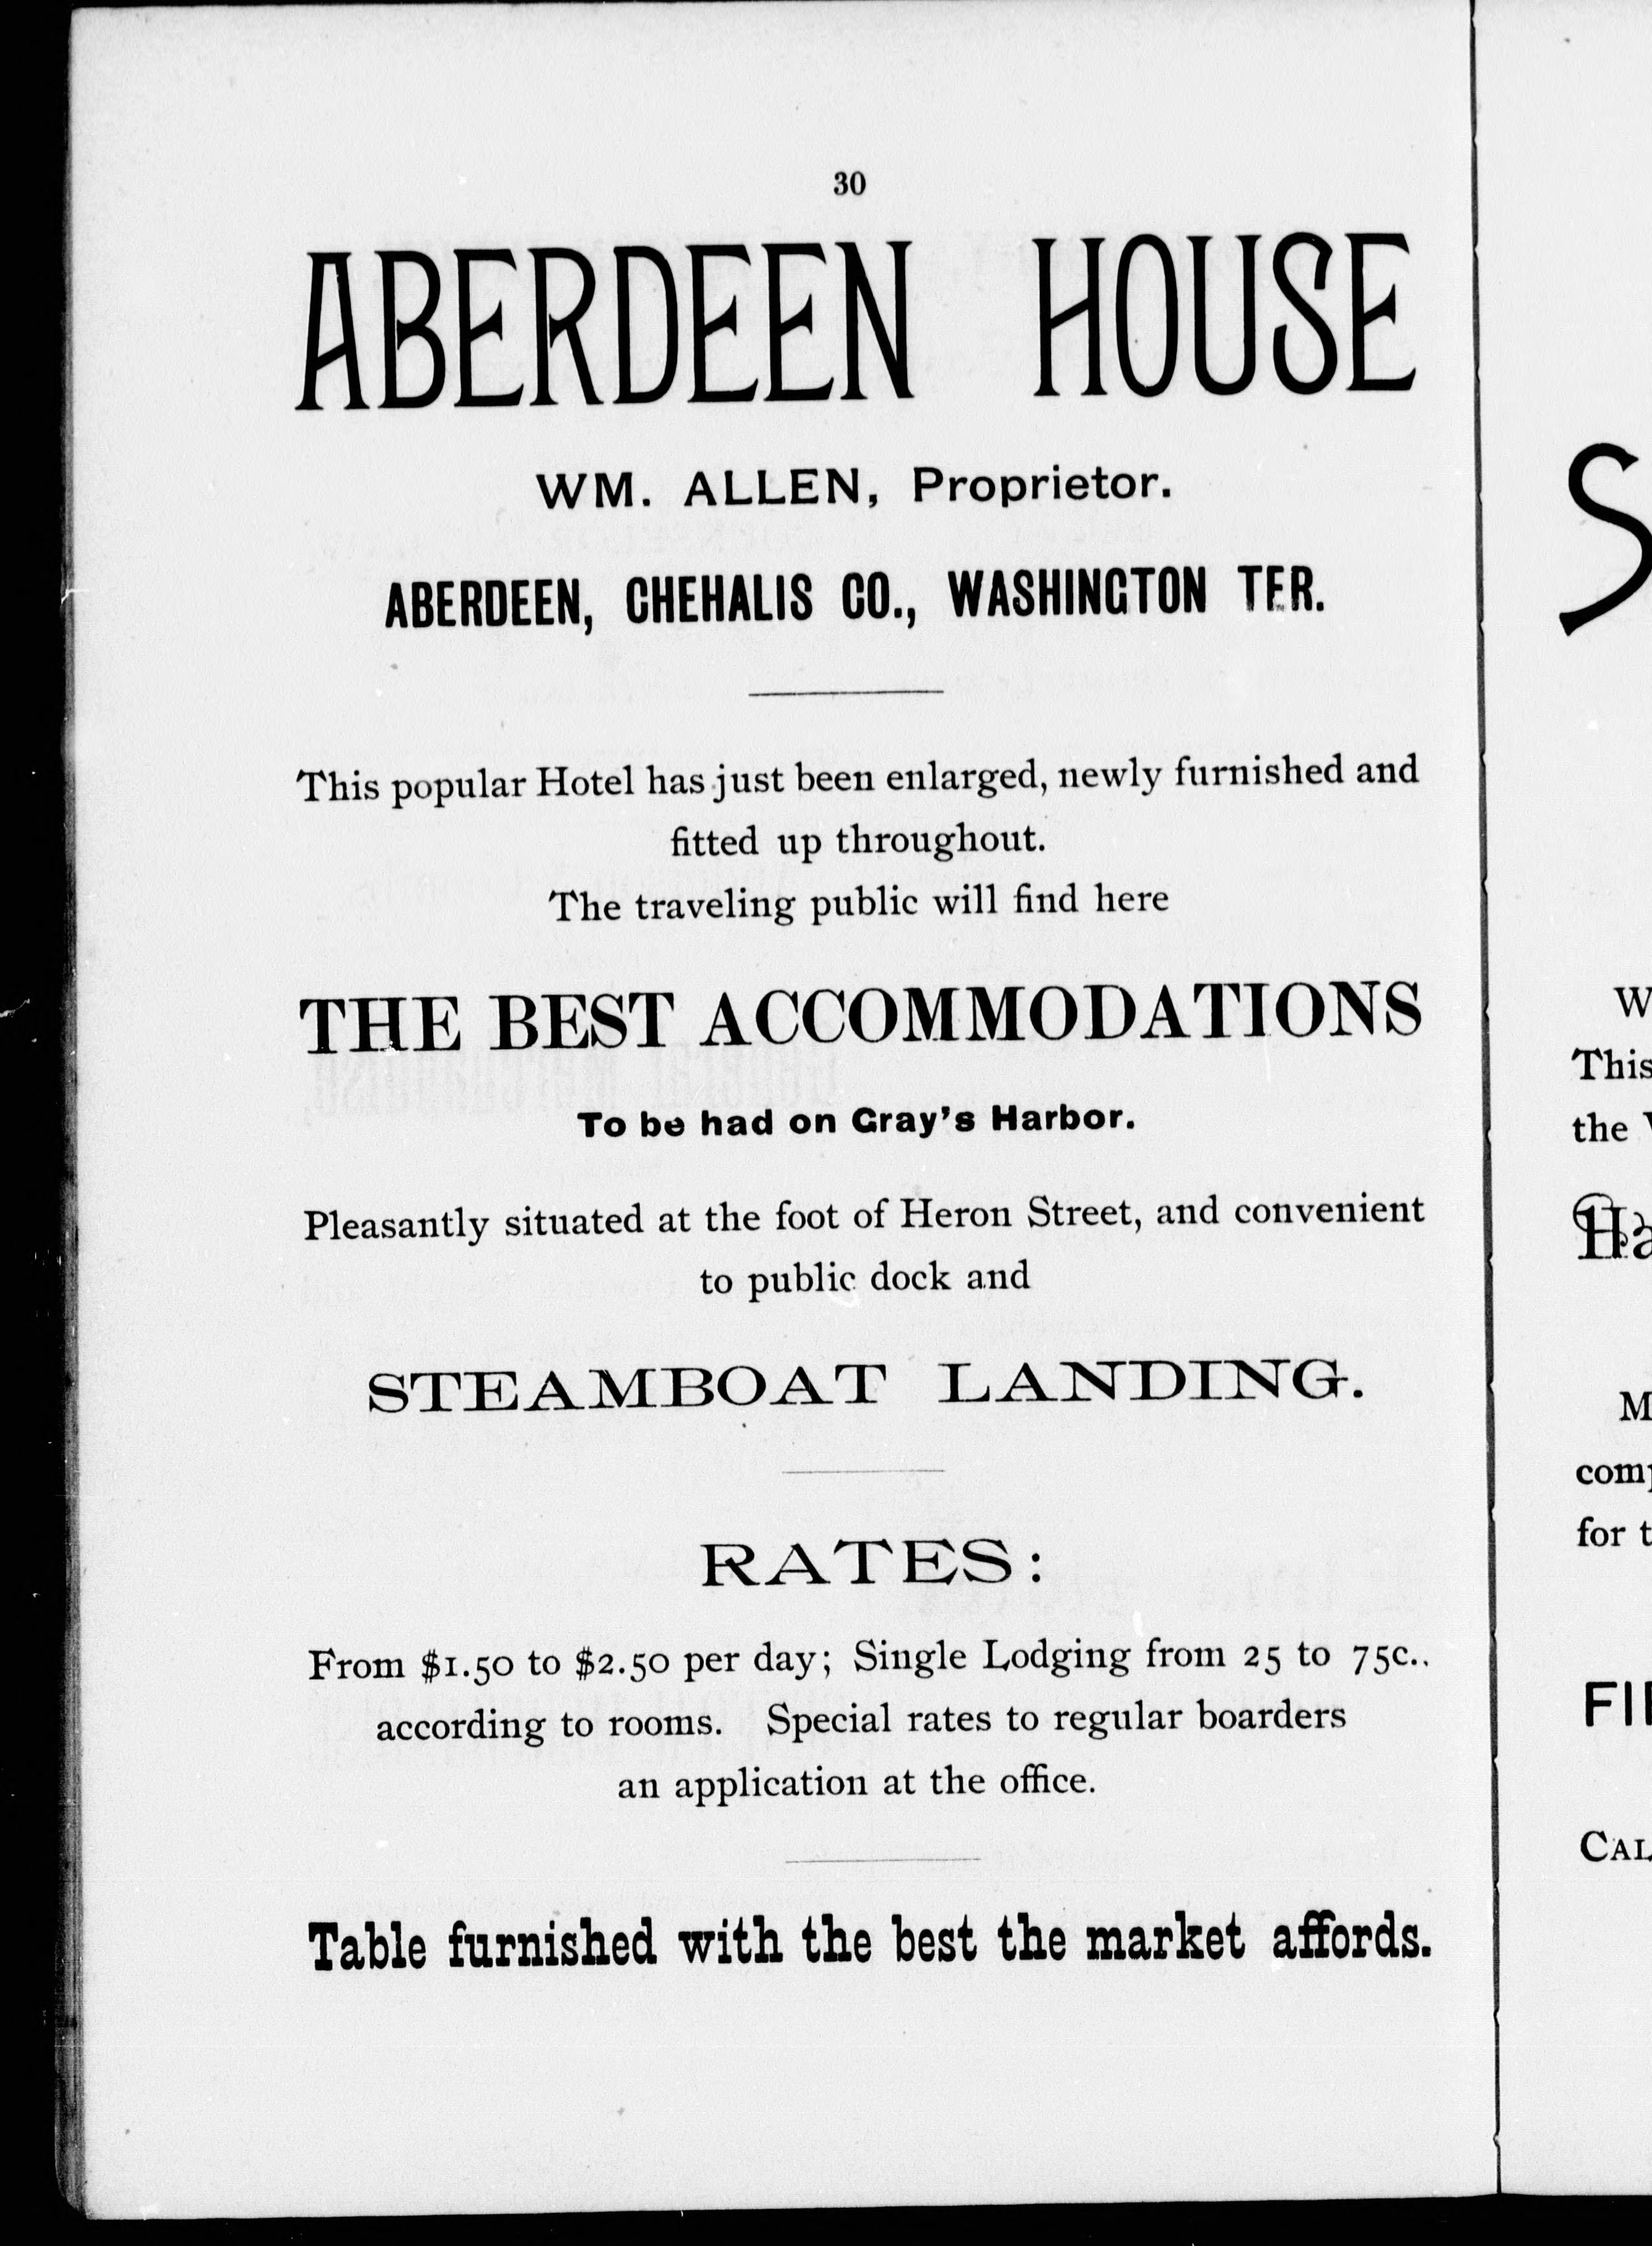 30
ABERDEEN HOUSE
WM. ALLEN, Proprietor.
ABERDEEN, CHEHALIS CO., WASHINGTON TER.
This popular Hotel has just been enlarged, newly furnished and
fitted up throughout.
The traveling public will find here
THE BEST ACCOMMODATIONS
To be had on Gray's Harbor.
Pleasantly situated at the foot of Heron Street, and convenient
to public dock and
STEAMBOAT LANDING.
RATES:
From $1.50 to $2.50 per day; Single Lodging from 25 to 75c..
according to rooms. Special rates to regular boarders
an application at the office.
Table furnished with the best the market affords.
S
W
This
the
Ha
M
com
for t
FI
CAL